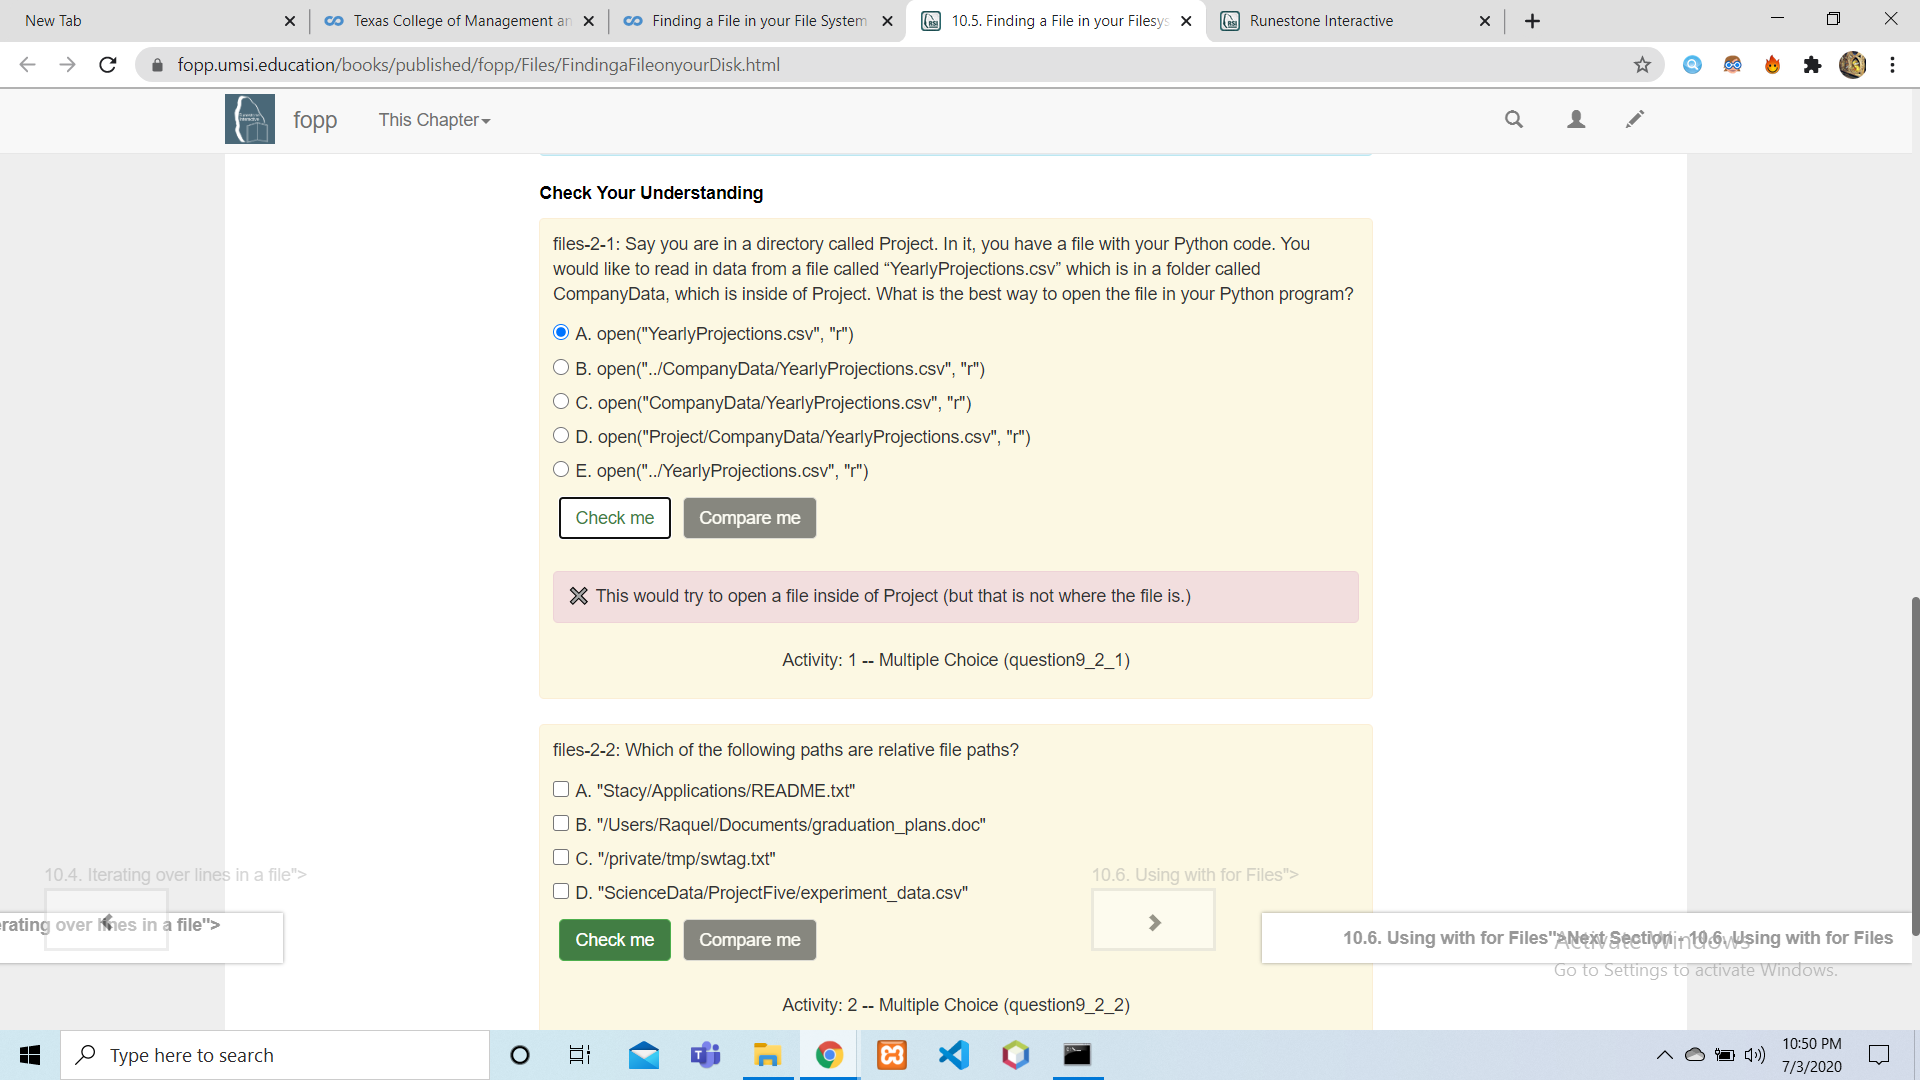 New Tab
Texas College of Management an
Finding a File in your File System
10.5. Finding a File in your Filesys
Runestone Interactive
fopp.umsi.education/books/published/fopp/Files/FindingaFileonyourDisk.html
fopp
This Chapter
Check Your Understanding
files-2-1: Say you are in a directory called Project. In it, you have a file with your Python code. You
would like to read in data from a file called “YearlyProjections.csv” which is in a folder called
CompanyData, which is inside of Project. What is the best way to open the file in your Python program?
A. open("YearlyProjections.csv", "r")
B. open("../CompanyData/YearlyProjections.csv", "r")
C. open("CompanyData/YearlyProjections.csv", "r")
D. open("Project/CompanyData/YearlyProjections.csv", "r")
E. open("../YearlyProjections.csv", "r")
Check me Compare me
This would try to open a file inside of Project (but that is not where the file is.)
Activity: 1 -- Multiple Choice (question9_2_1)
files-2-2: Which of the following paths are relative file paths?
A. "Stacy/Applications/README.txt"
B. "/Users/Raquel/Documents/graduation_plans.doc"
C. "/private/tmp/swtag.txt"
D. "ScienceData/ProjectFive/experiment_data.csv"
Check me Compare me
Activity: 2 -- Multiple Choice (question9_2_2)
10.4. Iterating over lines in a file">
erating over lines in a file">
10.6. Using with for Files">
10.6. Using with for Files">Next Section - 10.6. Using with for Files
Activate Windows
Go to Settings to activate Windows.
Type here to search
10:50 PM
7/3/2020